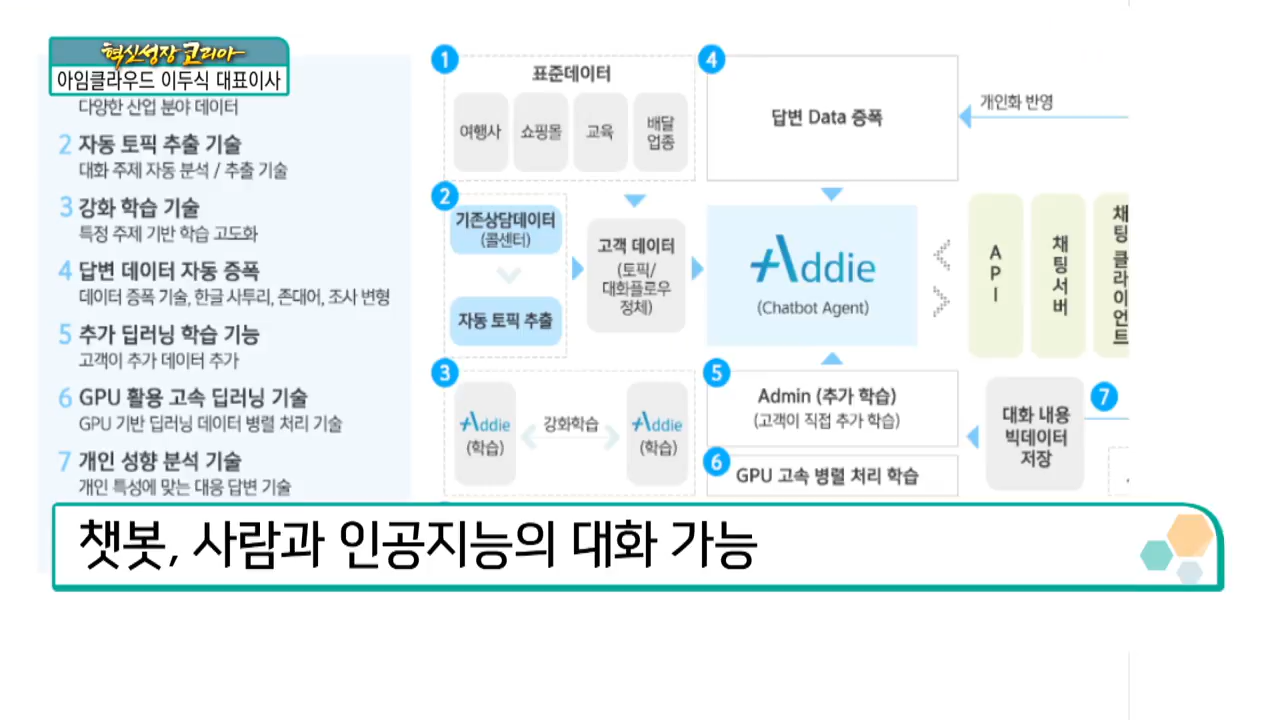 혁신성장 코리아
아임클라우드 이두식 대표이사
다양한 산업 분야 데이터
2 자동 토픽 추출 기술
대화 주제 자동 분석 / 추출 기술
3 강화 학습 기술
특정 주제 기반 학습 고도화
4 답변 데이터 자동 증폭
데이터 증폭 기술, 한글 사투리, 존대어, 조사 변형
5 추가 딥러닝 학습 기능
고객이 추가 데이터 추가
6 GPU 활용 고속 딥러닝 기술
GPU 기반 딥러닝 데이터 병렬 처리 기술
7 개인 성향 분석 기술
개인 특성에 맞는 대응 답변 기술
1
표준데이터
여행사
쇼핑몰
교육
배달
업종
2
기존상담데이터
(콜센터)
자동 토픽 추출
고객 데이터
(토픽/
대화플로우
정체)
3
Addie
(학습)
강화학습
Addie
(학습)
4
답변 Data 증폭
개인화 반영
Addie
(Chatbot Agent)
API
채팅서버
채팅 클라이언트
5
Admin (추가 학습)
(고객이 직접 추가 학습)
6
GPU 고속 병렬 처리 학습
대화 내용
빅데이터
저장
7
챗봇, 사람과 인공지능의 대화 가능